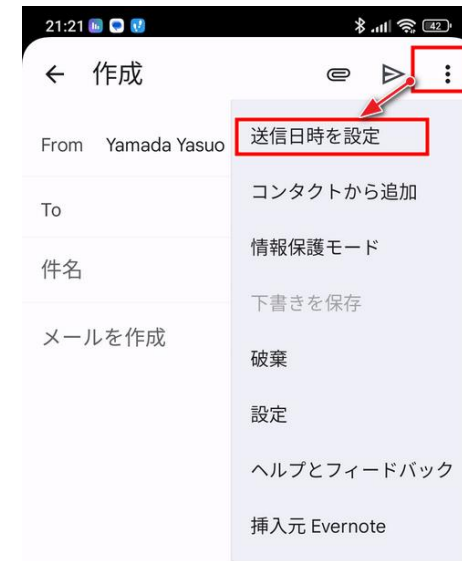 21:21 42
作成
From Yamada Yasuo
To
件名
メールを作成
送信日時を設定
コンタクトから追加
情報保護モード
下書きを保存
破棄
設定
ヘルプとフィードバック
挿入元 Evernote